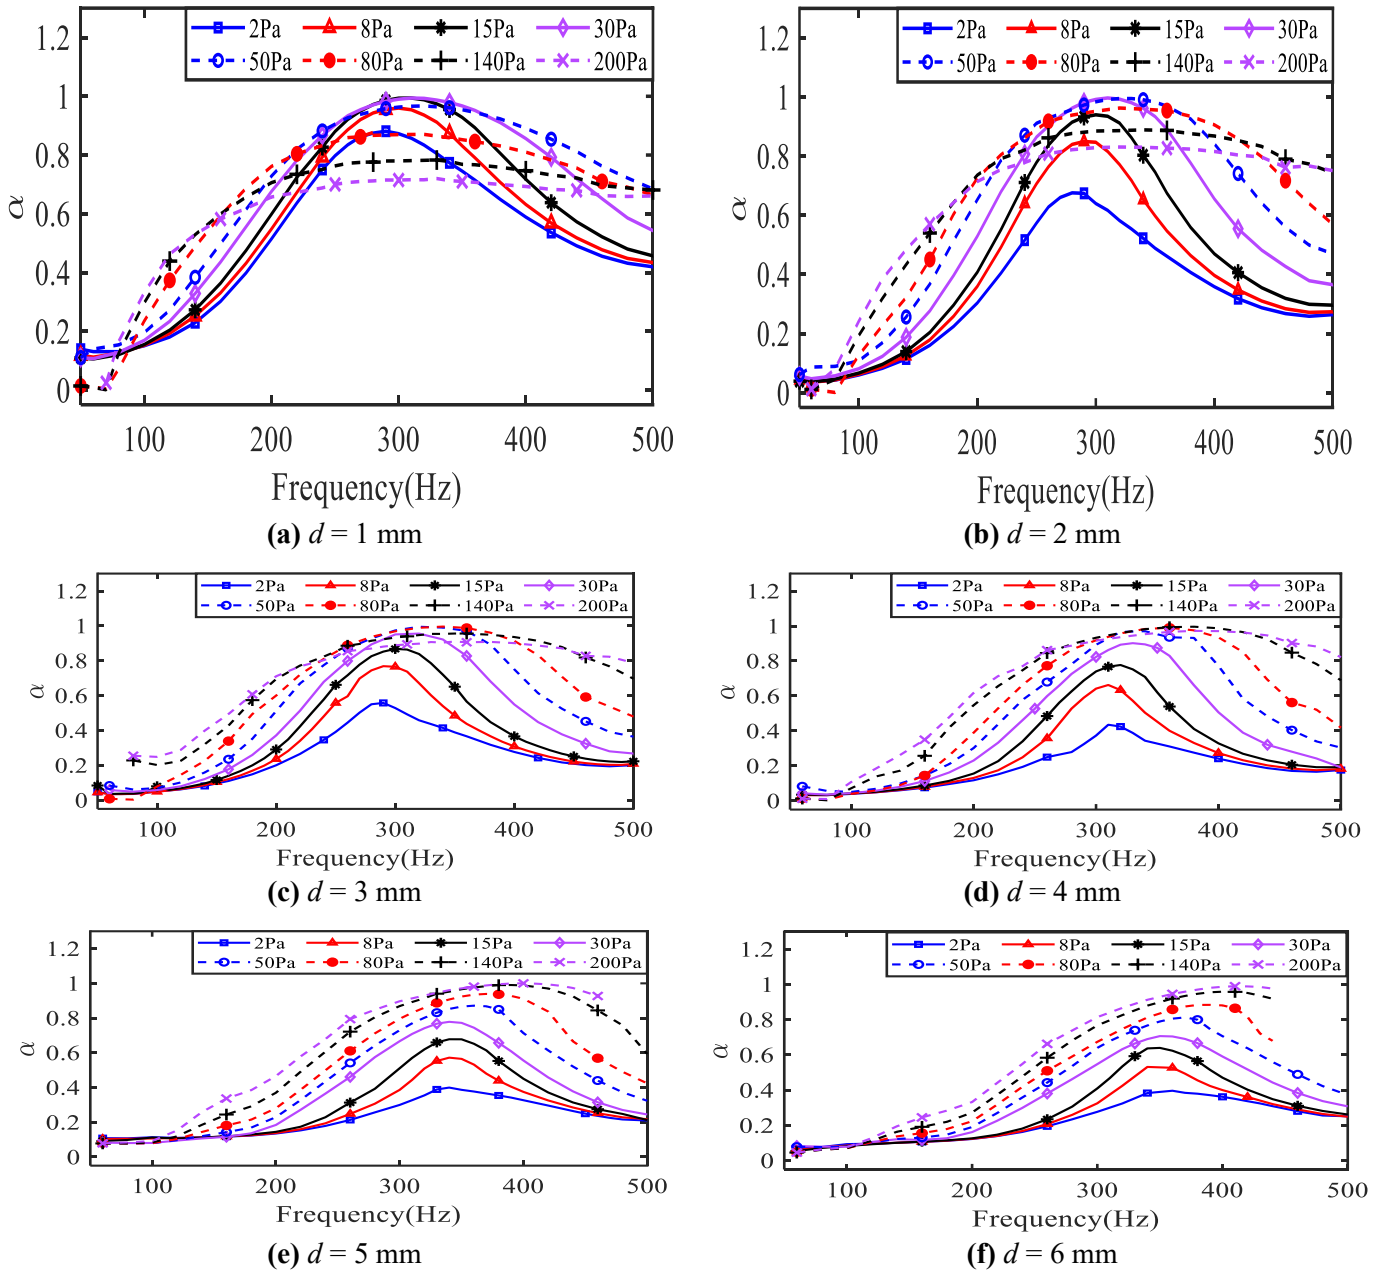 2Pa 8Pa 15Pa 30Pa
50Pa 80Pa 140Pa 200Pa
1.2
1
0.8
0.6
0.4
0.2
0
α
100 200 300 400 500
Frequency(Hz)
(a) d = 1 mm
2Pa 8Pa 15Pa 30Pa
50Pa 80Pa 140Pa 200Pa
1.2
1
0.8
0.6
0.4
0.2
0
α
100 200 300 400 500
Frequency(Hz)
(b) d = 2 mm
2Pa 8Pa 15Pa 30Pa
50Pa 80Pa 140Pa 200Pa
1.2
1
0.8
0.6
0.4
0.2
0
α
100 200 300 400 500
Frequency(Hz)
(c) d = 3 mm
2Pa 8Pa 15Pa 30Pa
50Pa 80Pa 140Pa 200Pa
1.2
1
0.8
0.6
0.4
0.2
0
α
100 200 300 400 500
Frequency(Hz)
(d) d = 4 mm
2Pa 8Pa 15Pa 30Pa
50Pa 80Pa 140Pa 200Pa
1.2
1
0.8
0.6
0.4
0.2
0
α
100 200 300 400 500
Frequency(Hz)
(e) d = 5 mm
2Pa 8Pa 15Pa 30Pa
50Pa 80Pa 140Pa 200Pa
1.2
1
0.8
0.6
0.4
0.2
0
α
100 200 300 400 500
Frequency(Hz)
(f) d = 6 mm